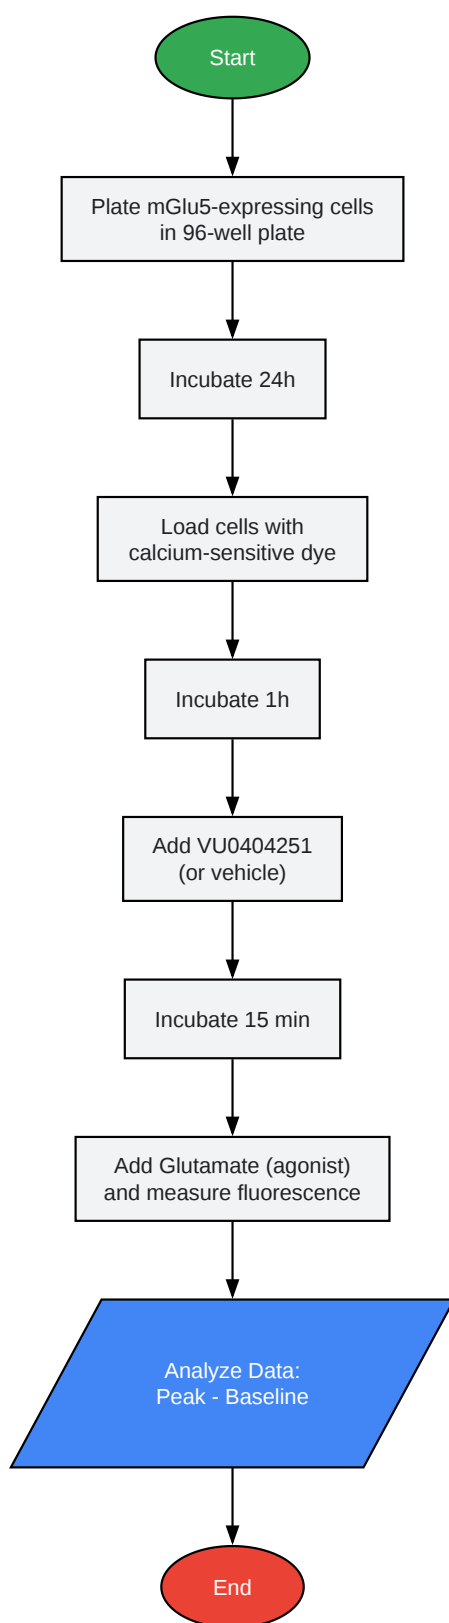 Start
Plate mGlu5-expressing cells
in 96-well plate
Incubate 24h
Load cells with
calcium-sensitive dye
Incubate 1h
Add VU0404251
(or vehicle)
Incubate 15 min
Add Glutamate (agonist)
and measure fluorescence
Analyze Data:
Peak - Baseline
End